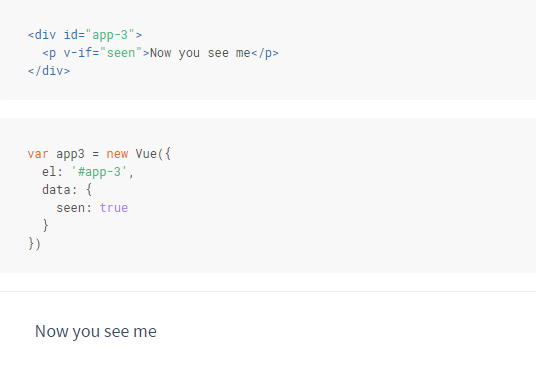 <div id="app-3">
  <p v-if="seen">Now you see me</p>
</div>
var app3 = new Vue({
  el: '#app-3',
  data: {
    seen: true
  }
})
Now you see me